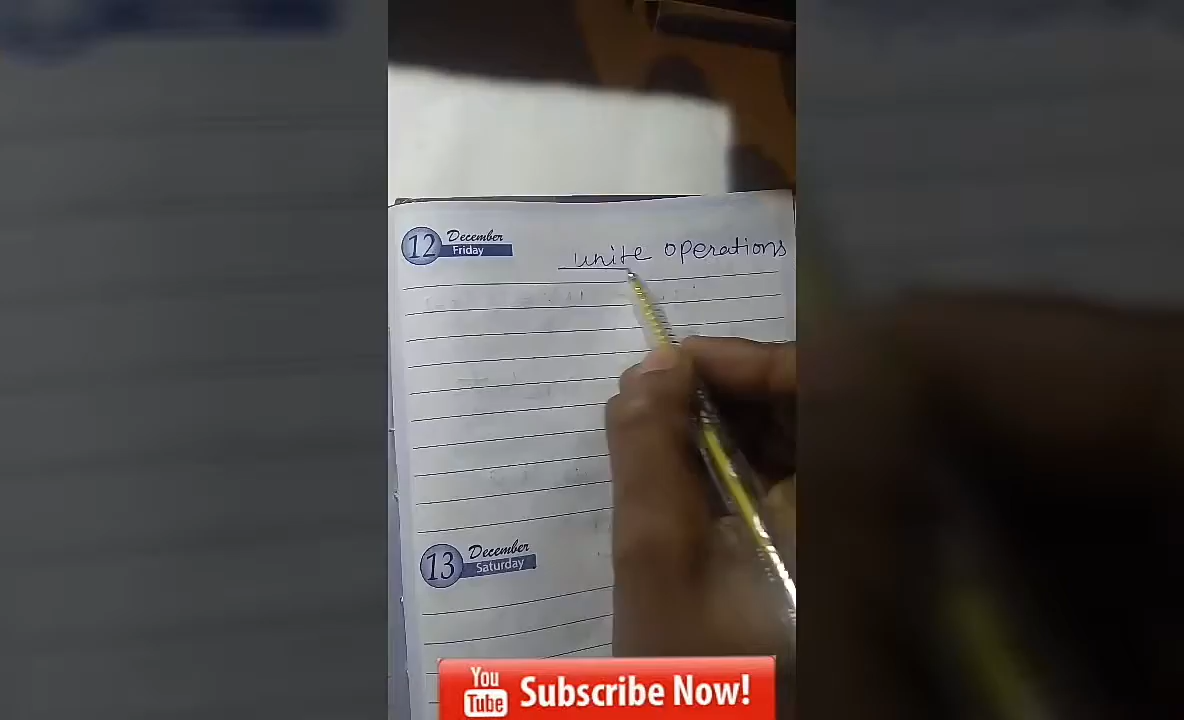 12 December
Friday
unite operations
13 December
Saturday
You
Tube Subscribe Now!